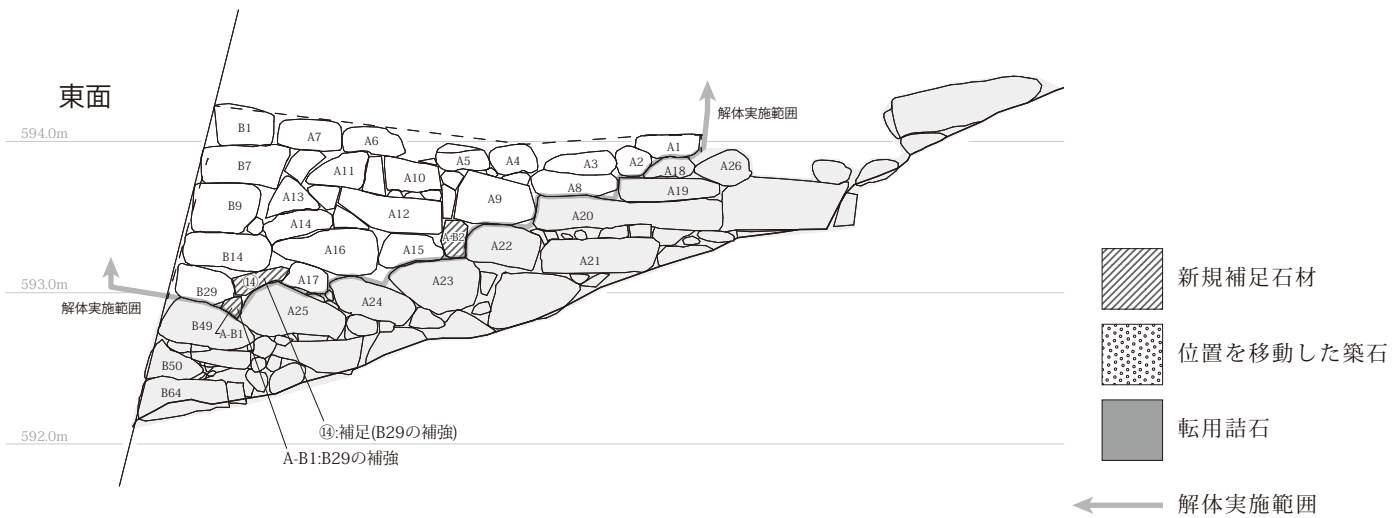 東面
594.0m
593.0m
592.0m
解体実施範囲
解体実施範囲
B1
A7
A6
A5
A4
A3
A2
A1
B7
A11
A10
A8
A18
A26
A19
B9
A13
A14
A12
A9
A20
B14
A16
A15
A-B2
A22
A21
B29
⑭
A17
A24
A23
B49
A-B1
A25
B50
B64
⑭:補足(B29の補強)
A-B1:B29の補強
新規補足石材
位置を移動した築石
転用詰石
解体実施範囲